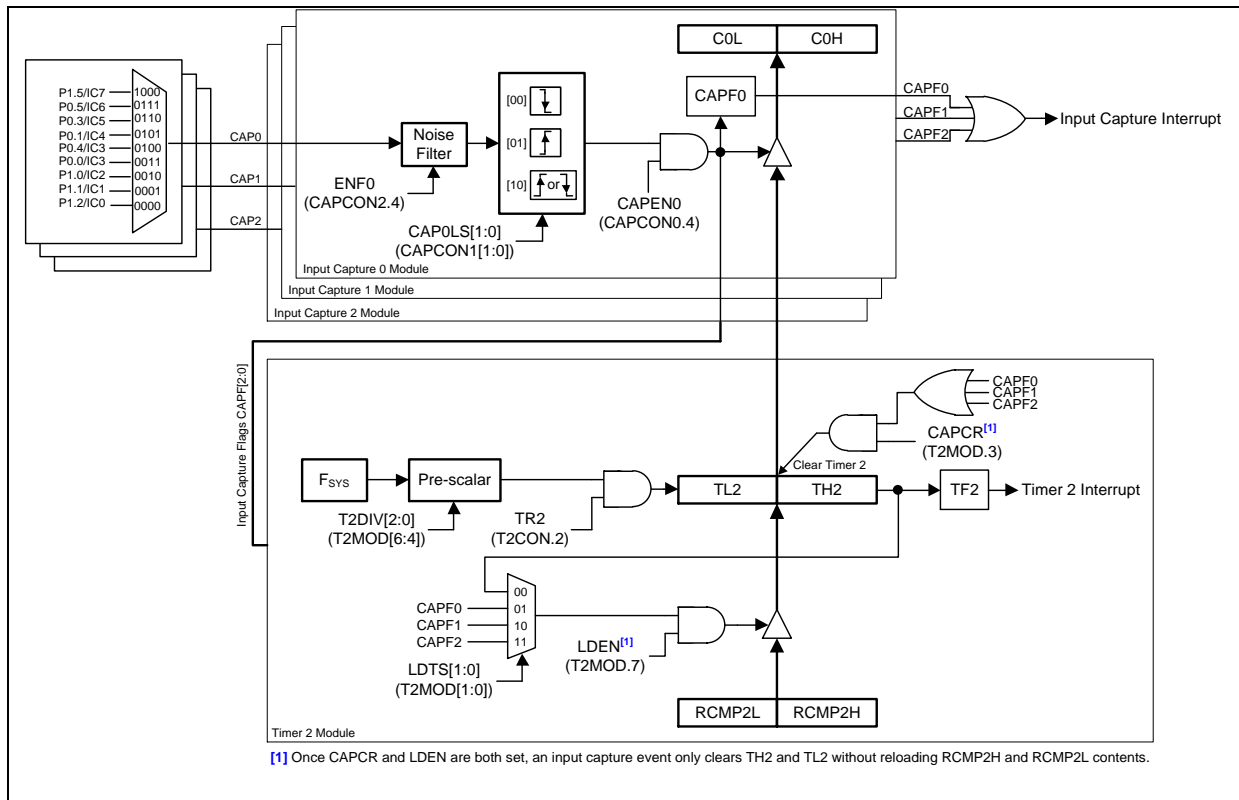 C0L
C0H
P1.5/IC7
P0.5/IC6
P0.3/IC5
P0.1/IC4
P0.4/IC3
P0.0/IC3
P1.0/IC2
P1.1/IC1
P1.2/IC0
1000
0111
0110
0101
0100
0011
0010
0001
0000
CAP0
CAP1
CAP2
Noise
Filter
ENF0
(CAPCON2.4)
[00]
[01]
[10]
or
CAP0LS[1:0]
(CAPCON1[1:0])
CAPEN0
(CAPCON0.4)
CAPF0
CAPF0
CAPF1
CAPF2
Input Capture Interrupt
Input Capture 0 Module
Input Capture 1 Module
Input Capture 2 Module
Input Capture Flags CAPF[2:0]
CAPF0
CAPF1
CAPF2
CAPCR[1]
(T2MOD.3)
Clear Timer 2
FSYS
Pre-scalar
T2DIV[2:0]
(T2MOD[6:4])
TR2
(T2CON.2)
TL2
TH2
TF2
Timer 2 Interrupt
00
01
10
11
CAPF0
CAPF1
CAPF2
LDTS[1:0]
(T2MOD[1:0])
LDEN[1]
(T2MOD.7)
RCMP2L
RCMP2H
Timer 2 Module
[1] Once CAPCR and LDEN are both set, an input capture event only clears TH2 and TL2 without reloading RCMP2H and RCMP2L contents.